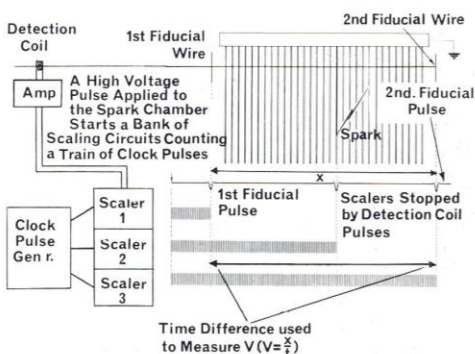 Detection
Coil
1st Fiducial
Wire
2nd Fiducial Wire
Amp
A High Voltage
Pulse Applied to
the Spark Chamber
Starts a Bank of
Scaling Circuits Counting
a Train of Clock Pulses
2nd. Fiducial
Pulse
Spark
x
1st Fiducial
Pulse
Scalers Stopped
by Detection Coil
Pulses
Clock
Pulse
Gen r.
Scaler
1
Scaler
2
Scaler
3
Time Difference used
to Measure V (V=x/t)